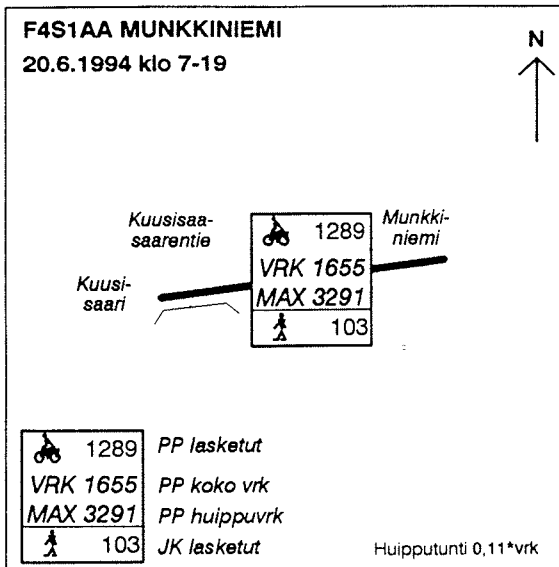 F4S1AA MUNKKINIEMI
20.6.1994 klo 7-19
N
Kuusisaa-
saarentie
Kuusi-
saari
1289
VRK 1655
MAX 3291
103
Munkki-
niemi
1289 PP lasketut
VRK 1655 PP koko vrk
MAX 3291 PP huippuvrk
103 JK lasketut
Huipputunti 0,11*vrk